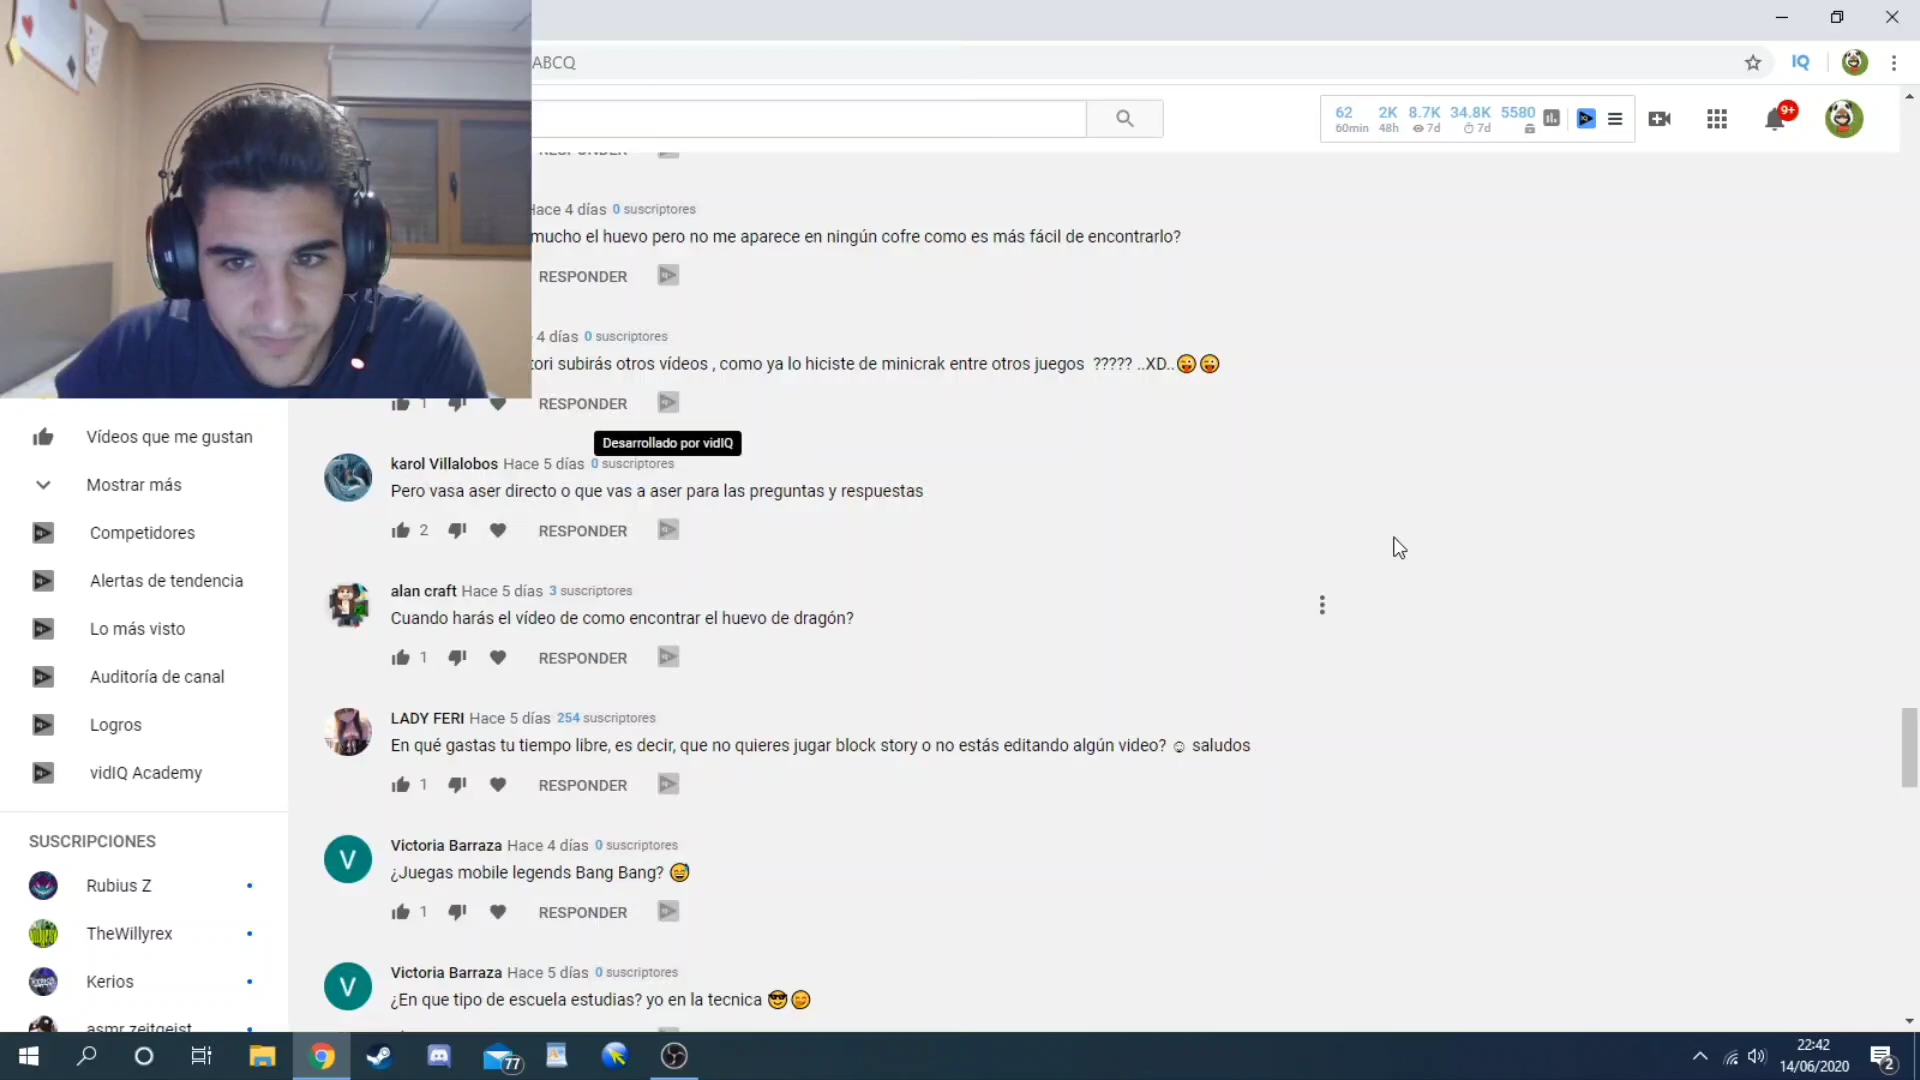 ABCQ
IQ
62 2K 8.7K 34.8K 5580
60min 48h 7d 7d
9+
RESPONDER
Hace 4 días 0 suscriptores
mucho el huevo pero no me aparece en ningún cofre como es más fácil de encontrarlo?
RESPONDER
4 días 0 suscriptores
tori subirás otros vídeos , como ya lo hiciste de minicrak entre otros juegos ????? ..XD..😜😜
1 RESPONDER
Desarrollado por vidIQ
karol Villalobos Hace 5 días 0 suscriptores
Pero vasa aser directo o que vas a aser para las preguntas y respuestas
2 RESPONDER
alan craft Hace 5 días 3 suscriptores
Cuando harás el vídeo de como encontrar el huevo de dragón?
1 RESPONDER
LADY FERI Hace 5 días 254 suscriptores
En qué gastas tu tiempo libre, es decir, que no quieres jugar block story o no estás editando algún video? ☺ saludos
1 RESPONDER
Victoria Barraza Hace 4 días 0 suscriptores
¿Juegas mobile legends Bang Bang? 😅
1 RESPONDER
Victoria Barraza Hace 5 días 0 suscriptores
¿En que tipo de escuela estudias? yo en la tecnica 😎😁
V
V
Vídeos que me gustan
Mostrar más
Competidores
Alertas de tendencia
Lo más visto
Auditoría de canal
Logros
vidIQ Academy
SUSCRIPCIONES
Rubius Z
TheWillyrex
Kerios
asmr zeitgeist
77
22:42
14/06/2020
2